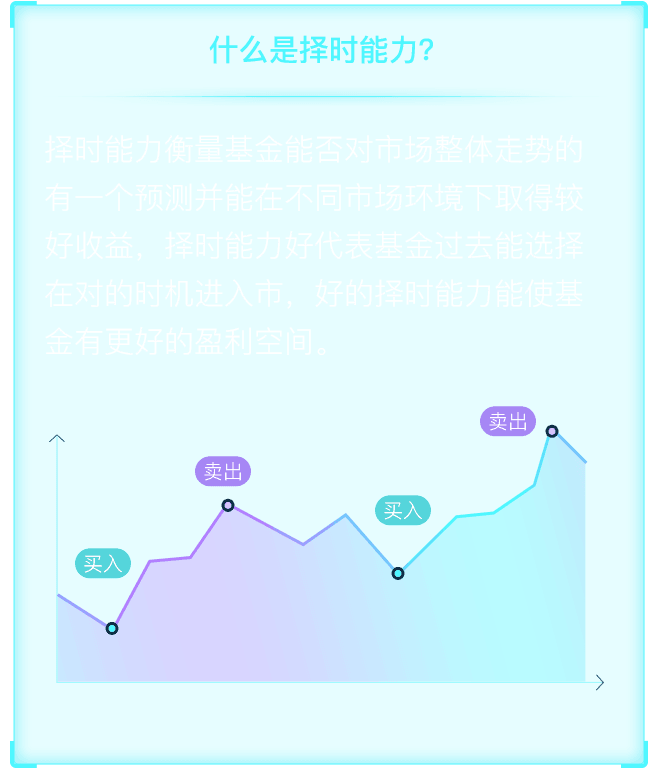 什么是择时能力?
择时能力衡量基金能否对市场整体走势的
有一个预测并能在不同市场环境下取得较
好收益，择时能力好代表基金过去能选择
在对的时机进入市，好的择时能力能使基
金有更好的盈利空间。
卖出
卖出
买入
买入